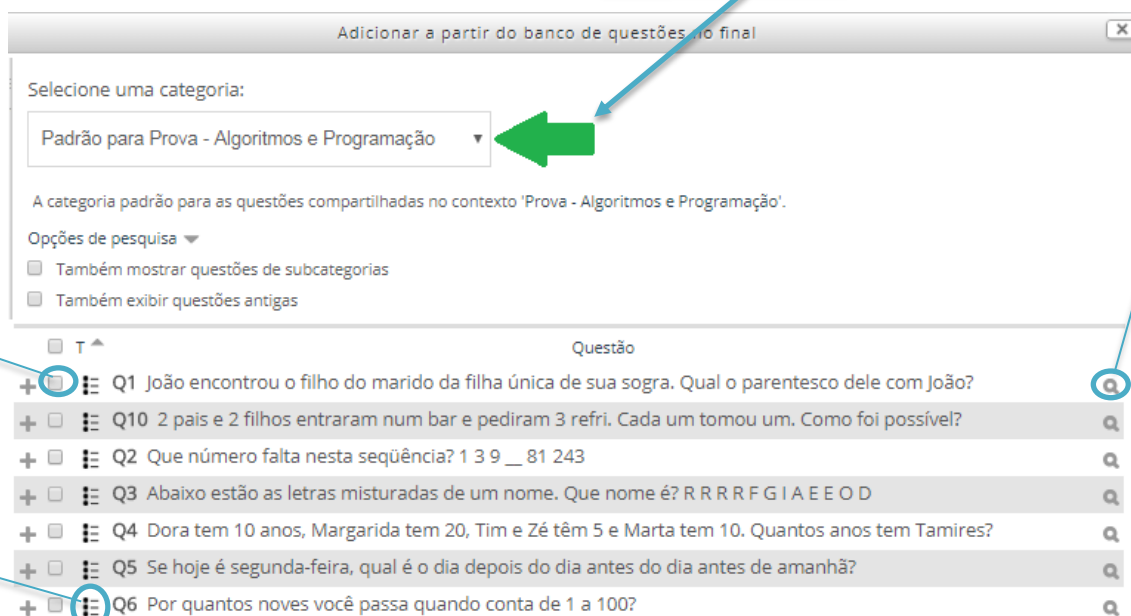 Adicionar a partir do banco de questões no final
Selecione uma categoria:
Padrão para Prova - Algoritmos e Programação
A categoria padrão para as questões compartilhadas no contexto 'Prova - Algoritmos e Programação'.
Opções de pesquisa
Também mostrar questões de subcategorias
Também exibir questões antigas
T Questão
Q1 João encontrou o filho do marido da filha única de sua sogra. Qual o parentesco dele com João?
Q10 2 pais e 2 filhos entraram num bar e pediram 3 refri. Cada um tomou um. Como foi possível?
Q2 Que número falta nesta seqüência? 1 3 9 __ 81 243
Q3 Abaixo estão as letras misturadas de um nome. Que nome é? R R R R F G I A E E O D
Q4 Dora tem 10 anos, Margarida tem 20, Tim e Zé têm 5 e Marta tem 10. Quantos anos tem Tamires?
Q5 Se hoje é segunda-feira, qual é o dia depois do dia antes do dia antes de amanhã?
Q6 Por quantos noves você passa quando conta de 1 a 100?